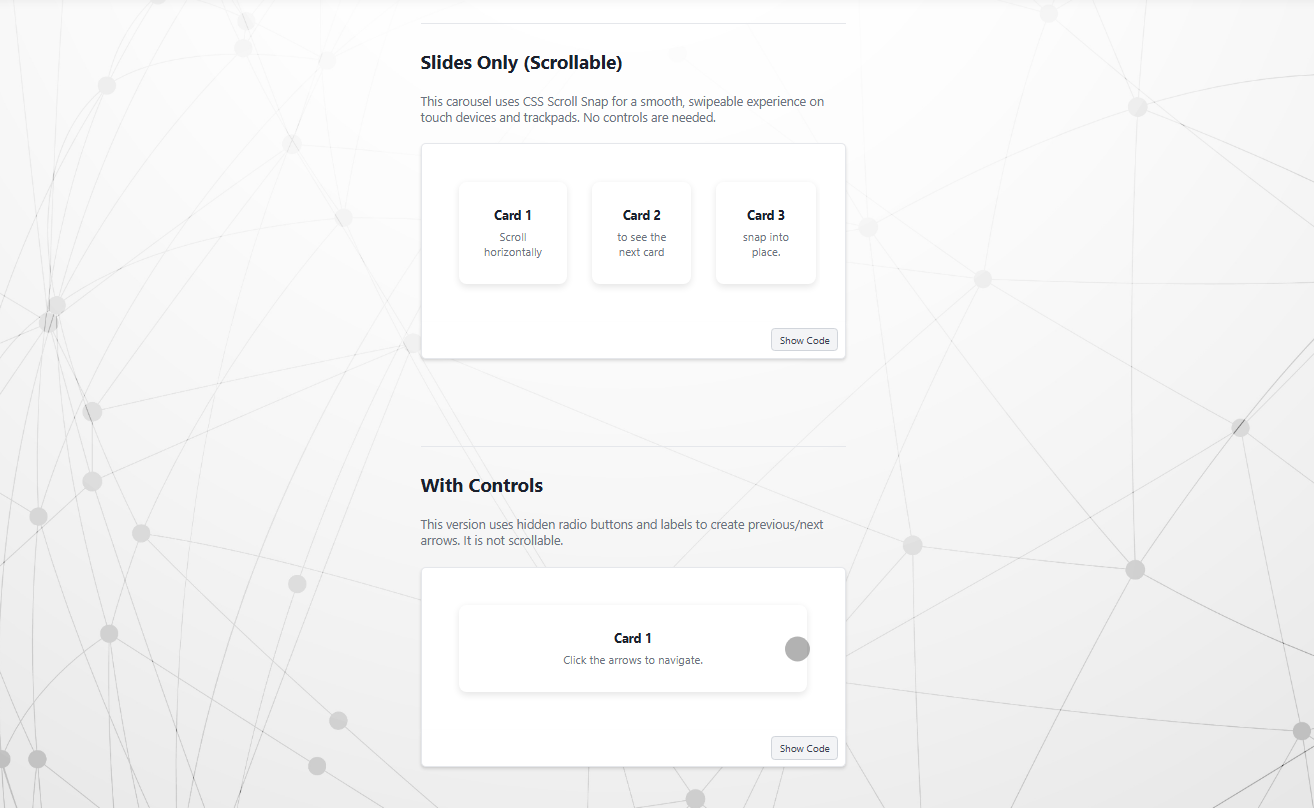 Slides Only (Scrollable)
This carousel uses CSS Scroll Snap for a smooth, swipeable experience on
touch devices and trackpads. No controls are needed.
Card 1
Scroll
horizontally
Card 2
to see the
next card
Card 3
snap into
place.
Show Code
With Controls
This version uses hidden radio buttons and labels to create previous/next
arrows. It is not scrollable.
Card 1
Click the arrows to navigate.
Show Code